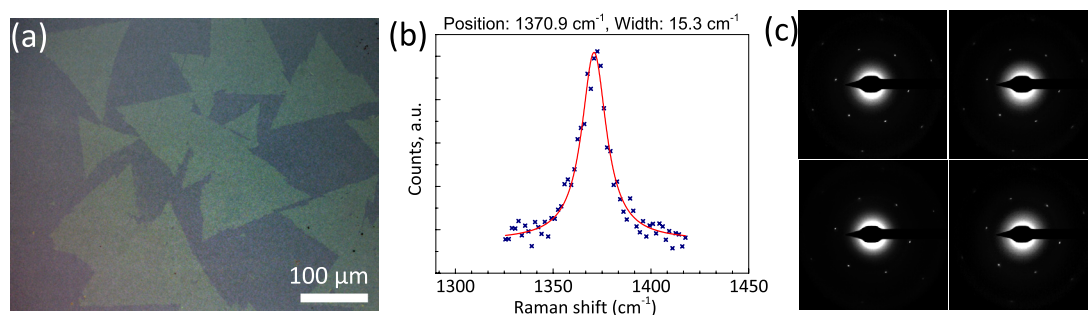 (a)
100 µm
(b)
Position: 1370.9 cm⁻¹, Width: 15.3 cm⁻¹
Counts, a.u.
1300 1350 1400 1450
Raman shift (cm⁻¹)
(c)